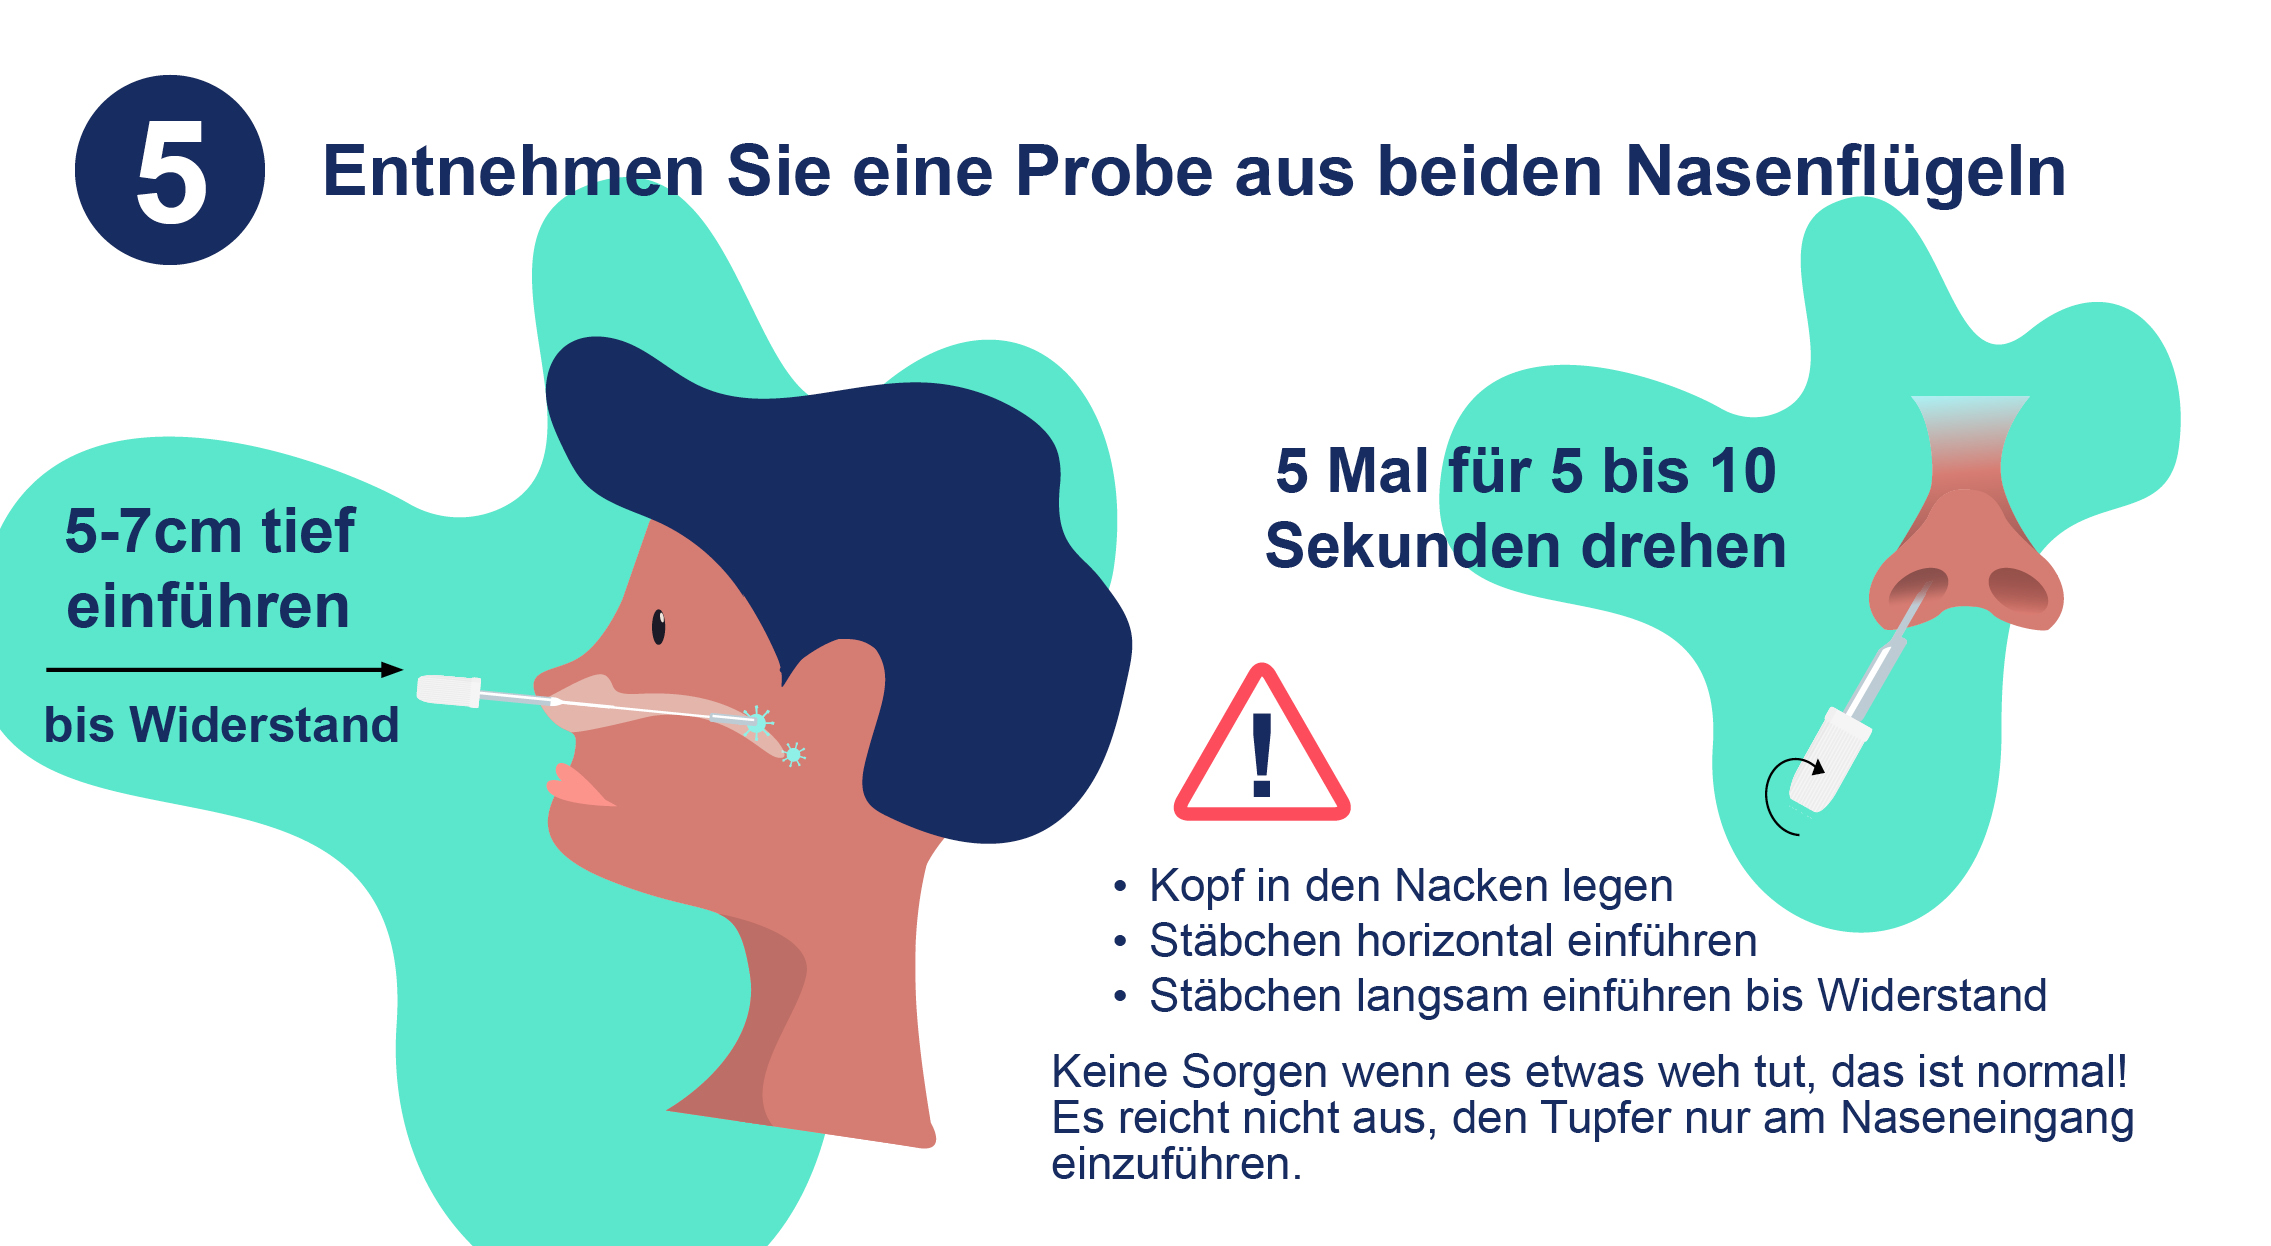 5
Entnehmen Sie eine Probe aus beiden Nasenflügeln
5-7cm tief
einführen
bis Widerstand
5 Mal für 5 bis 10
Sekunden drehen
!
• Kopf in den Nacken legen
• Stäbchen horizontal einführen
• Stäbchen langsam einführen bis Widerstand
Keine Sorgen wenn es etwas weh tut, das ist normal!
Es reicht nicht aus, den Tupfer nur am Naseneingang
einzuführen.